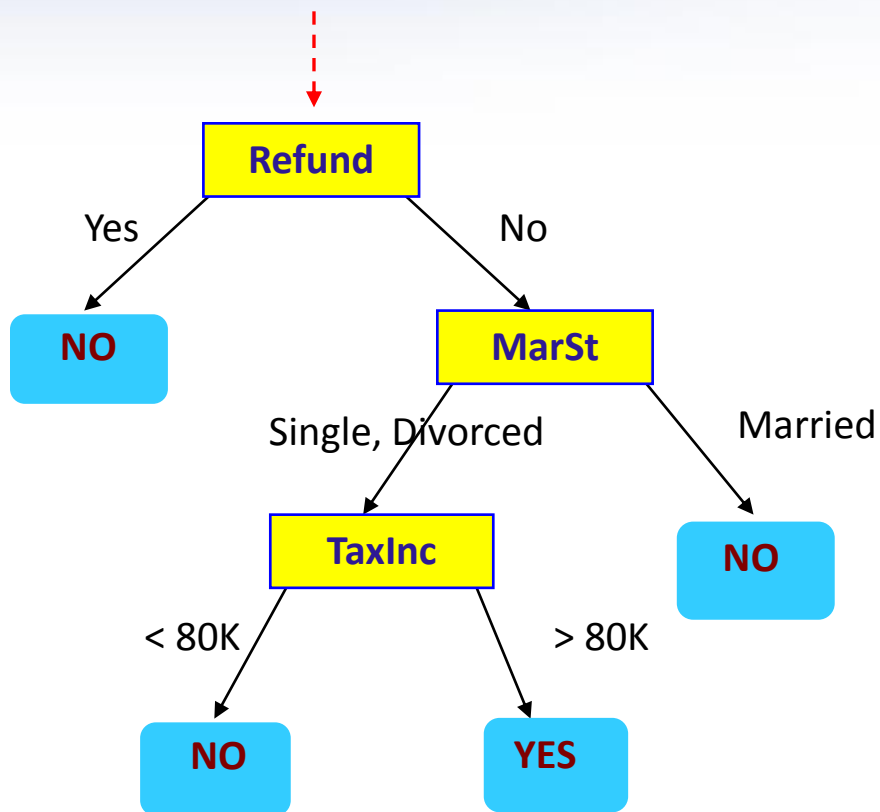 Refund
Yes
No
NO
MarSt
Single, Divorced
Married
TaxInc
NO
< 80K
> 80K
NO
YES